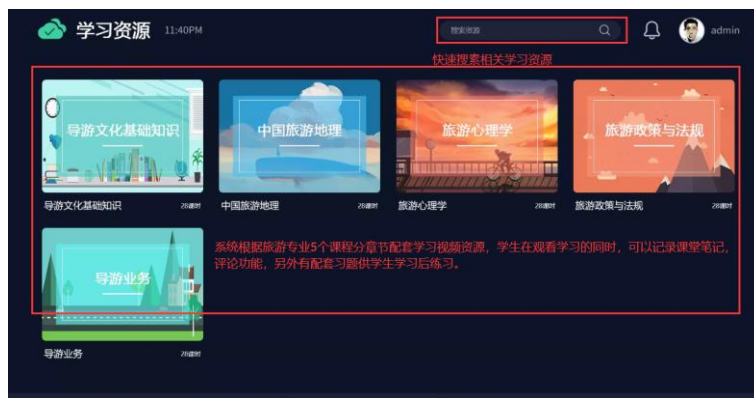 学习资源 11:40PM
搜索资源
admin
快速搜素相关学习资源
导游文化基础知识
中国旅游地理
旅游心理学
旅游政策与法规
导游文化基础知识 28课时
中国旅游地理 28课时
旅游心理学 28课时
旅游政策与法规 28课时
系统根据旅游专业5个课程分章节配套学习视频资源，学生在观看学习的同时，可以记录课堂笔记，
评论功能，另外有配套习题供学生学习后练习。
导游业务
导游业务 28课时